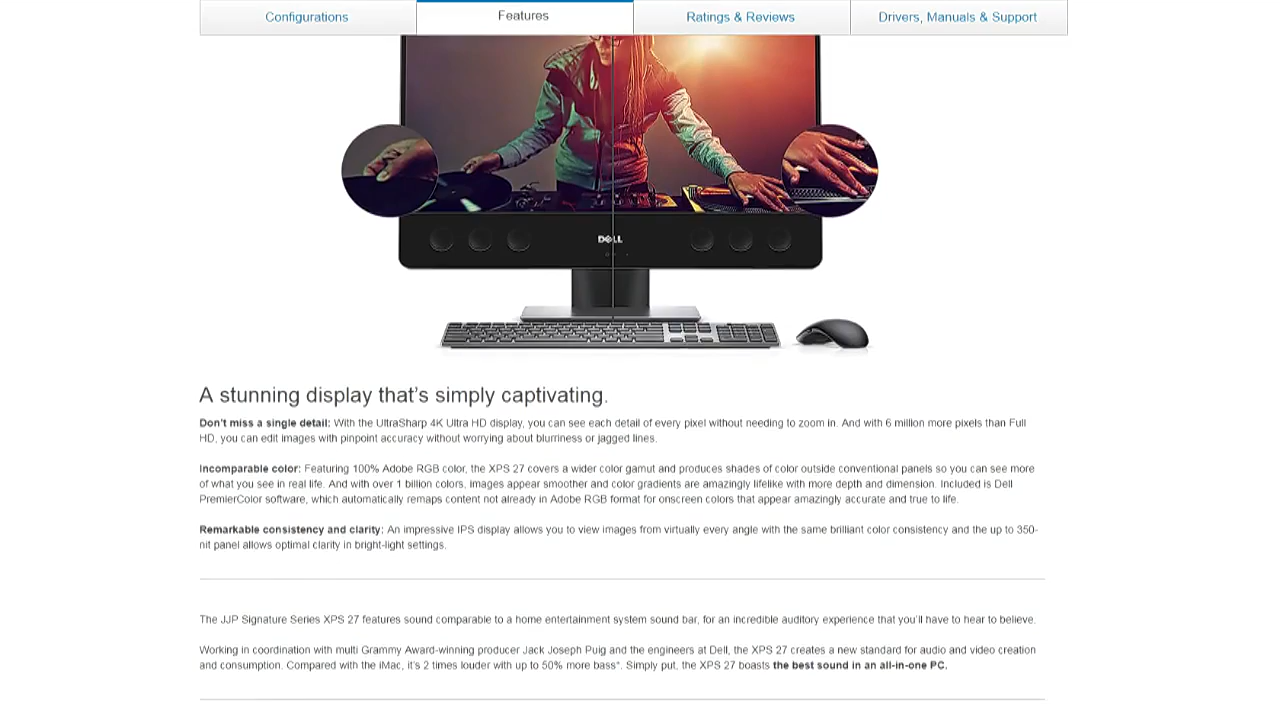 Configurations
Features
Ratings & Reviews
Drivers, Manuals & Support
DELL
A stunning display that's simply captivating.
Don't miss a single detail: With the UltraSharp 4K Ultra HD display, you can see each detail of every pixel without needing to zoom in. And with 6 million more pixels than Full
HD, you can edit images with pinpoint accuracy without worrying about blurriness or jagged lines.
Incomparable color: Featuring 100% Adobe RGB color, the XPS 27 covers a wider color gamut and produces shades of color outside conventional panels so you can see more
of what you see in real life. And with over 1 billion colors, images appear smoother and color gradients are amazingly lifelike with more depth and dimension. Included is Dell
PremierColor software, which automatically remaps content not already in Adobe RGB format for onscreen colors that appear amazingly accurate and true to life.
Remarkable consistency and clarity: An impressive IPS display allows you to view images from virtually every angle with the same brilliant color consistency and the up to 350-
nit panel allows optimal clarity in bright-light settings.
The JJP Signature Series XPS 27 features sound comparable to a home entertainment system sound bar, for an incredible auditory experience that you'll have to hear to believe.
Working in coordination with multi Grammy Award-winning producer Jack Joseph Puig and the engineers at Dell, the XPS 27 creates a new standard for audio and video creation
and consumption. Compared with the iMac, it's 2 times louder with up to 50% more bass*. Simply put, the XPS 27 boasts the best sound in an all-in-one PC.